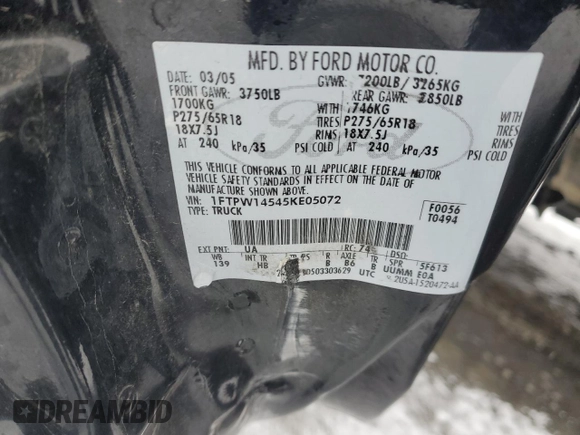 MFD. BY FORD MOTOR CO.
DATE: 03/05 GVWR: 7200LB/ 3265KG
FRONT GAWR: 3750LB REAR GAWR:
1700KG WITH 1746KG WITH
P275/65R18 TIRES P275/65R18 TIRES
18X7.5J RIMS 18X7.5J RIMS
AT 240 kPa/35 PSI COLD AT 240 kPa/35 PSI COLD
THIS VEHICLE CONFORMS TO ALL APPLICABLE FEDERAL MOTOR
VEHICLE SAFETY STANDARDS IN EFFECT ON THE DATE OF
MANUFACTURE SHOWN ABOVE.
VIN: 1FTPW14545KE05072 F0056
TYPE: TRUCK T0494
EXT PNT: UA RC: 74 DSO:
WB INT TR R AXLE TR SPR 5F613
139 HB B B6 B UUMM E0A
UTC
Ford
DREAMBID